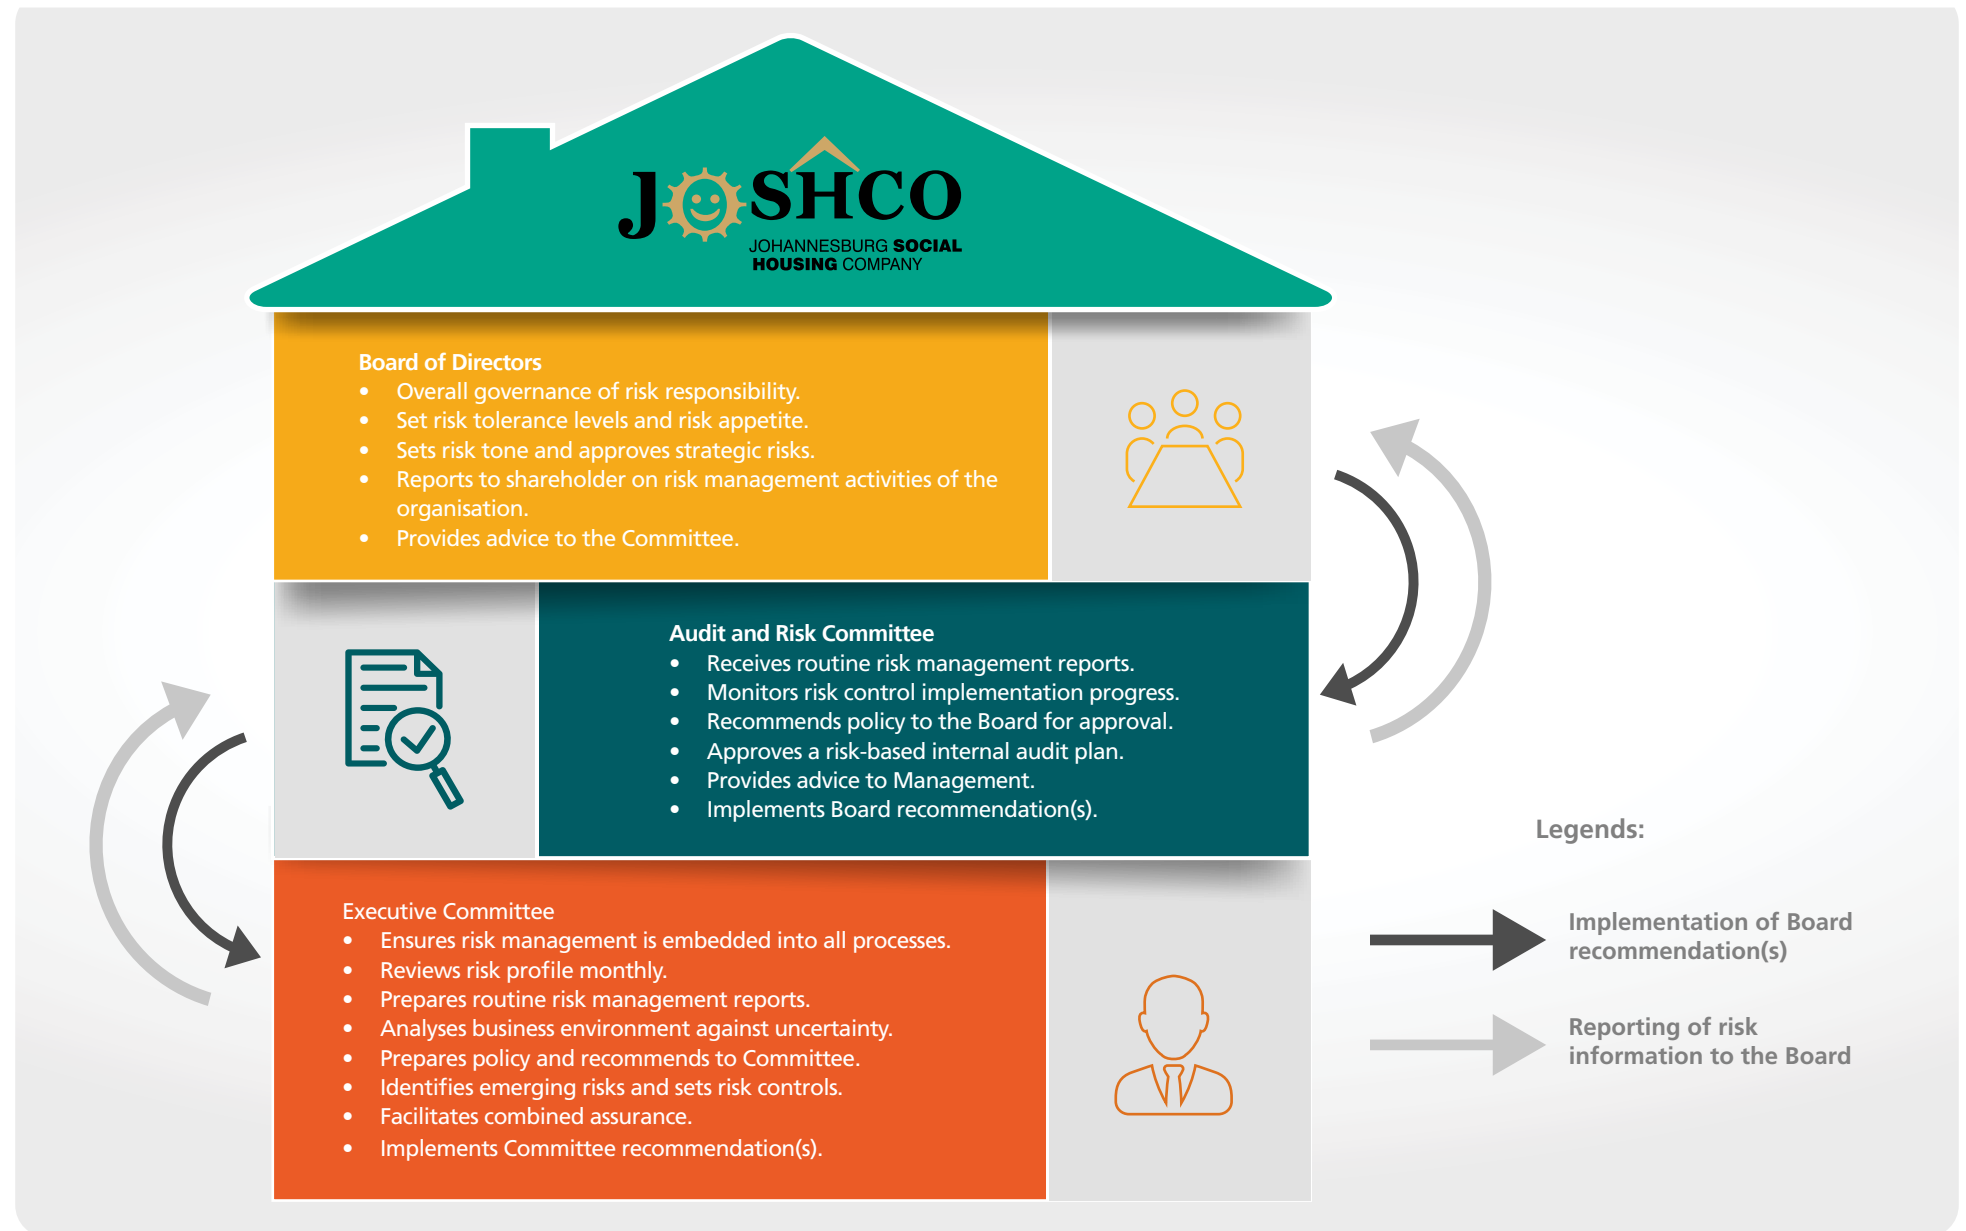 JOSHCO
JOHANNESBURG SOCIAL
HOUSING COMPANY
Board of Directors
• Overall governance of risk responsibility.
• Set risk tolerance levels and risk appetite.
• Sets risk tone and approves strategic risks.
• Reports to shareholder on risk management activities of the
organisation.
• Provides advice to the Committee.
Audit and Risk Committee
• Receives routine risk management reports.
• Monitors risk control implementation progress.
• Recommends policy to the Board for approval.
• Approves a risk-based internal audit plan.
• Provides advice to Management.
• Implements Board recommendation(s).
Executive Committee
• Ensures risk management is embedded into all processes.
• Reviews risk profile monthly.
• Prepares routine risk management reports.
• Analyses business environment against uncertainty.
• Prepares policy and recommends to Committee.
• Identifies emerging risks and sets risk controls.
• Facilitates combined assurance.
• Implements Committee recommendation(s).
Legends:
Implementation of Board
recommendation(s)
Reporting of risk
information to the Board